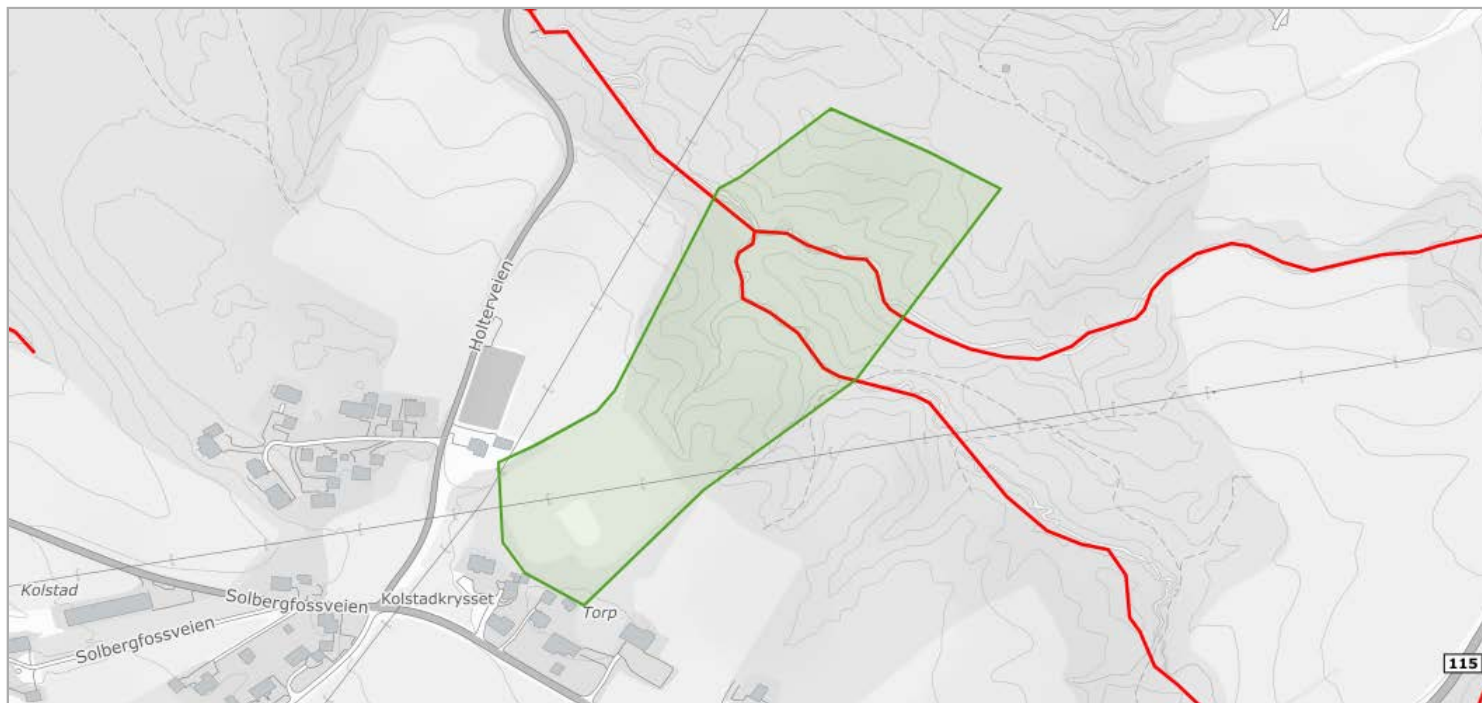 Holterveien
Kolstad
Solbergfossveien
Kolstadkrysset
Torp
Solbergfossveien
115